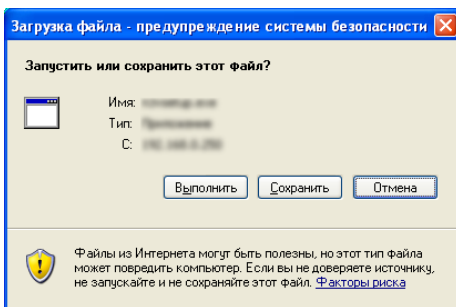 Загрузка файла - предупреждение системы безопасности
Запустить или сохранить этот файл?
Имя:
Тип:
С:
Выполнить Сохранить Отмена
Файлы из Интернета могут быть полезны, но этот тип файла
может повредить компьютер. Если вы не доверяете источнику,
не запускайте и не сохраняйте этот файл. Факторы риска